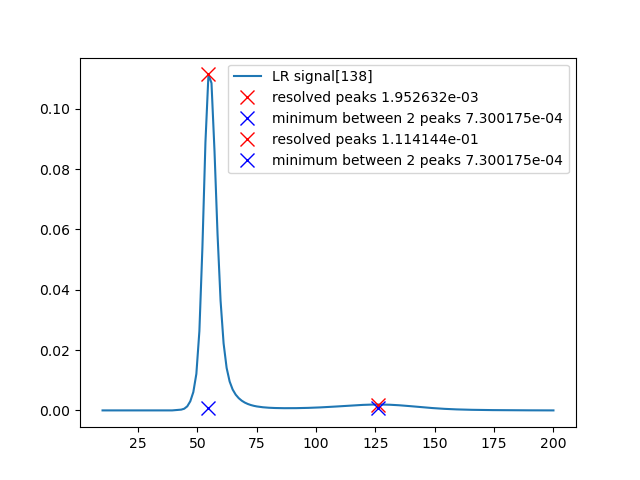 LR signal[138]
resolved peaks 1.952632e-03
minimum between 2 peaks 7.300175e-04
resolved peaks 1.114144e-01
minimum between 2 peaks 7.300175e-04
0.10
0.08
0.06
0.04
0.02
0.00
25 50 75 100 125 150 175 200